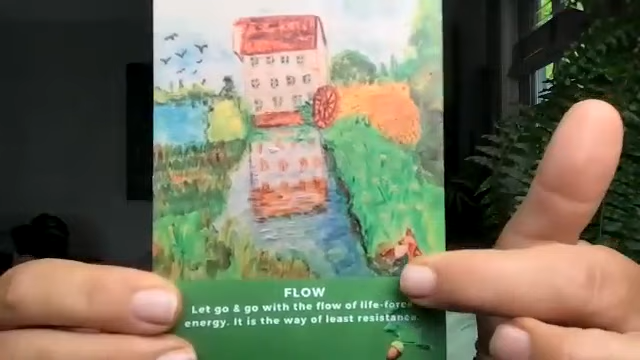 FLOW
Let go & go with the flow of life-force
energy. It is the way of least resistance.